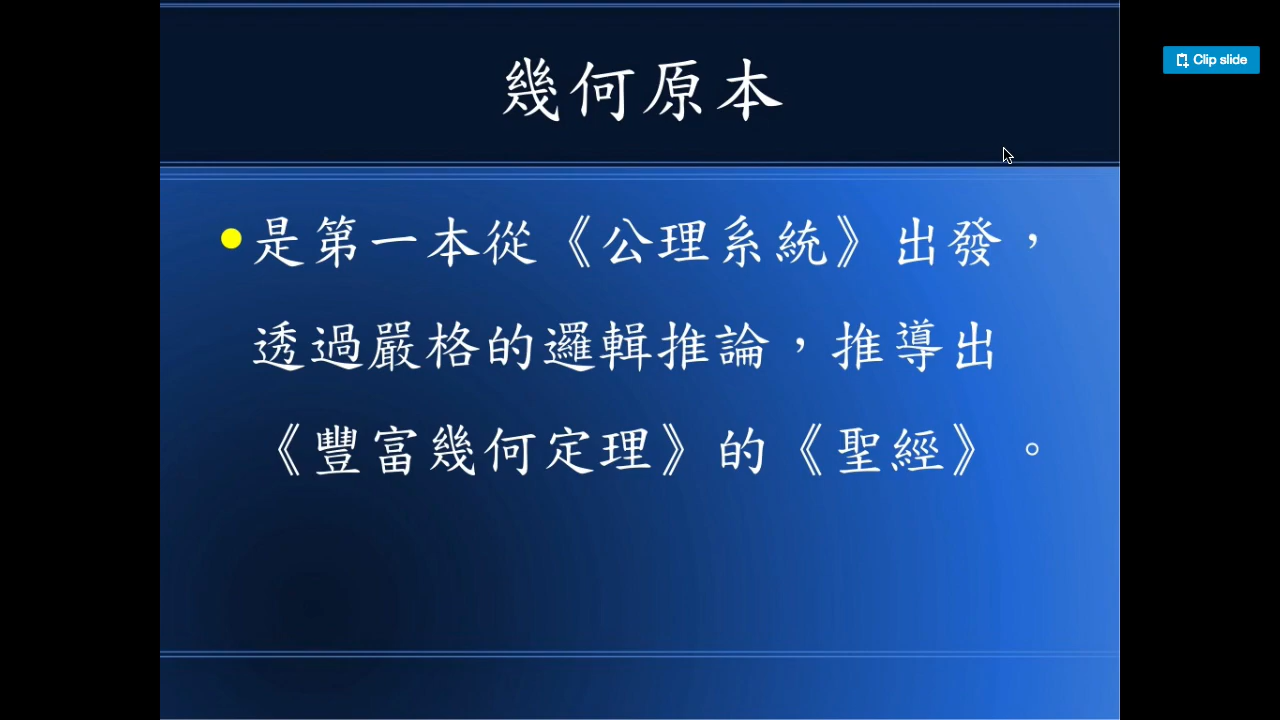 幾何原本
Clip slide
是第一本從《公理系統》出發，
透過嚴格的邏輯推論，推導出
《豐富幾何定理》的《聖經》。